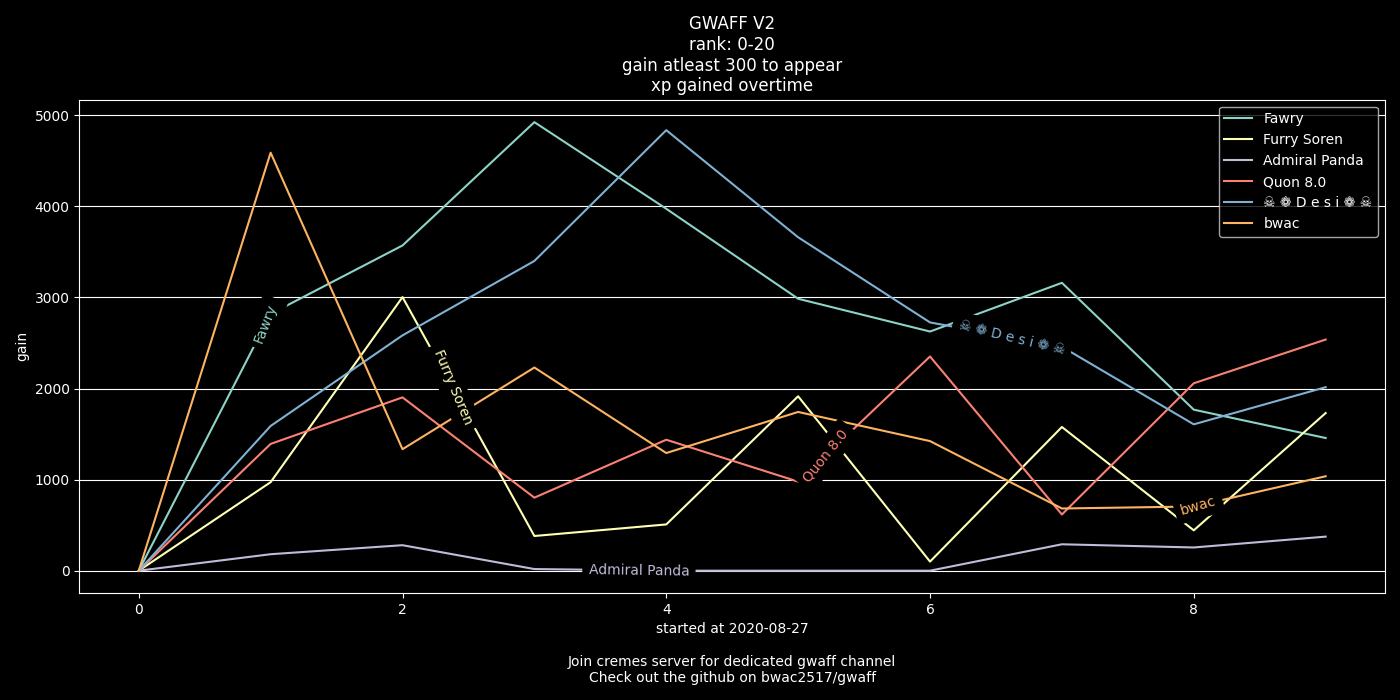 GWAFF V2
rank: 0-20
gain atleast 300 to appear
xp gained overtime
5000
4000
3000
2000
1000
0
gain
Fawry
Furry Soren
Admiral Panda
Quon 8.0
☠ ❁ D e s i ❁ ☠
bwac
Fawry
Furry Soren
Admiral Panda
Quon 8.0
☠ ❁ D e s i ❁ ☠
bwac
0 2 4 6 8
started at 2020-08-27
Join cremes server for dedicated gwaff channel
Check out the github on bwac2517/gwaff